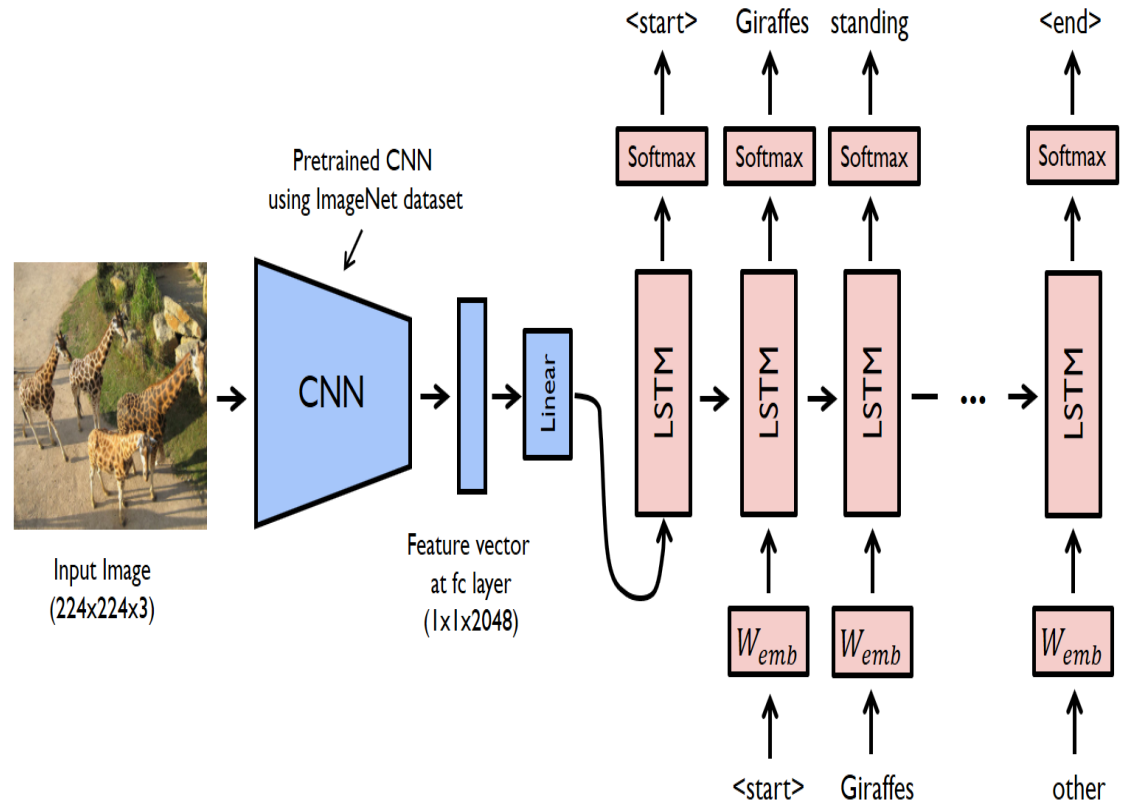 <start> Giraffes standing <end>
Softmax Softmax Softmax Softmax
Pretrained CNN
using ImageNet dataset
CNN
Linear
LSTM LSTM LSTM ... LSTM
Feature vector
at fc layer
(1x1x2048)
Input Image
(224x224x3)
W_emb W_emb W_emb
<start> Giraffes other